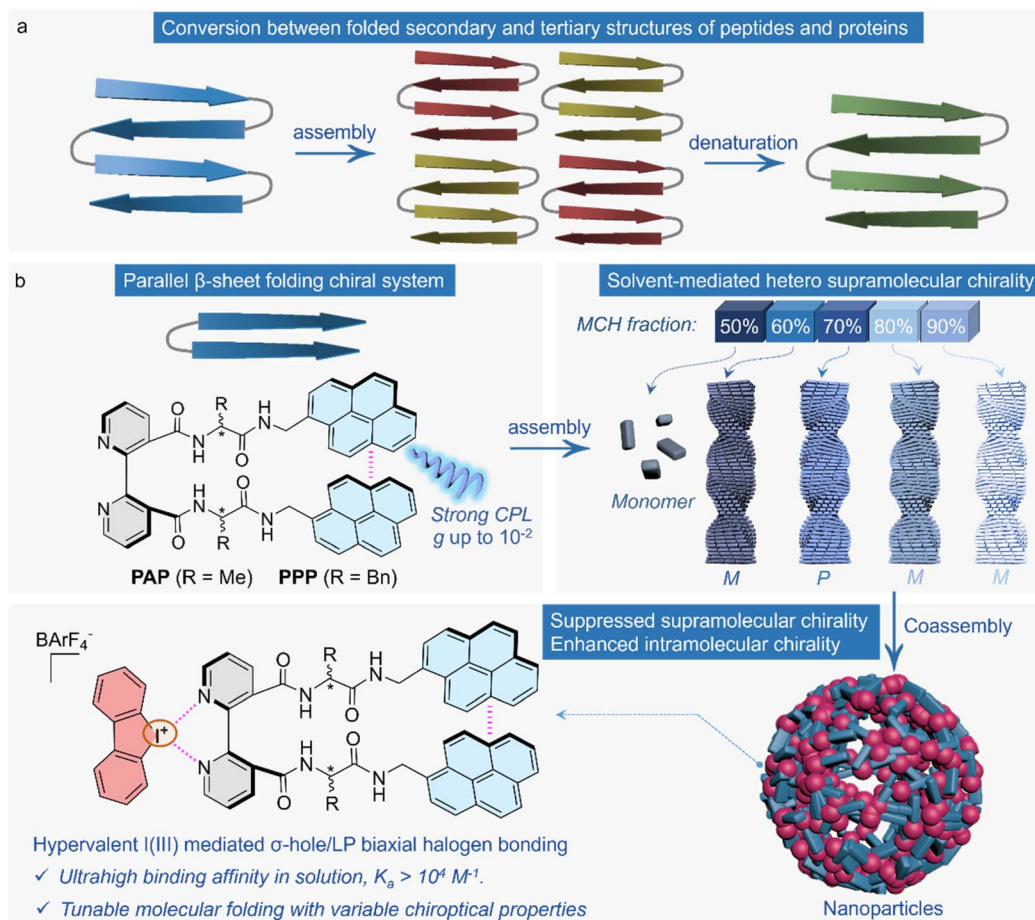 a
Conversion between folded secondary and tertiary structures of peptides and proteins
assembly
denaturation
b
Parallel β-sheet folding chiral system
Solvent-mediated hetero supramolecular chirality
MCH fraction:
50% 60% 70% 80% 90%
R
O
H
N
N
N
H
*
O
O
O
H
N
N
N
H
*
O
R
Strong CPL
g up to 10⁻²
PAP (R = Me) PPP (R = Bn)
assembly
Monomer
M P M M
Suppressed supramolecular chirality
Enhanced intramolecular chirality
Coassembly
BArF₄⁻
I⁺
R
O
H
N
N
N
H
*
O
O
O
H
N
N
N
H
*
O
R
Hypervalent I(III) mediated σ-hole/LP biaxial halogen bonding
✓ Ultrahigh binding affinity in solution, Kₐ > 10⁴ M⁻¹.
✓ Tunable molecular folding with variable chiroptical properties
Nanoparticles